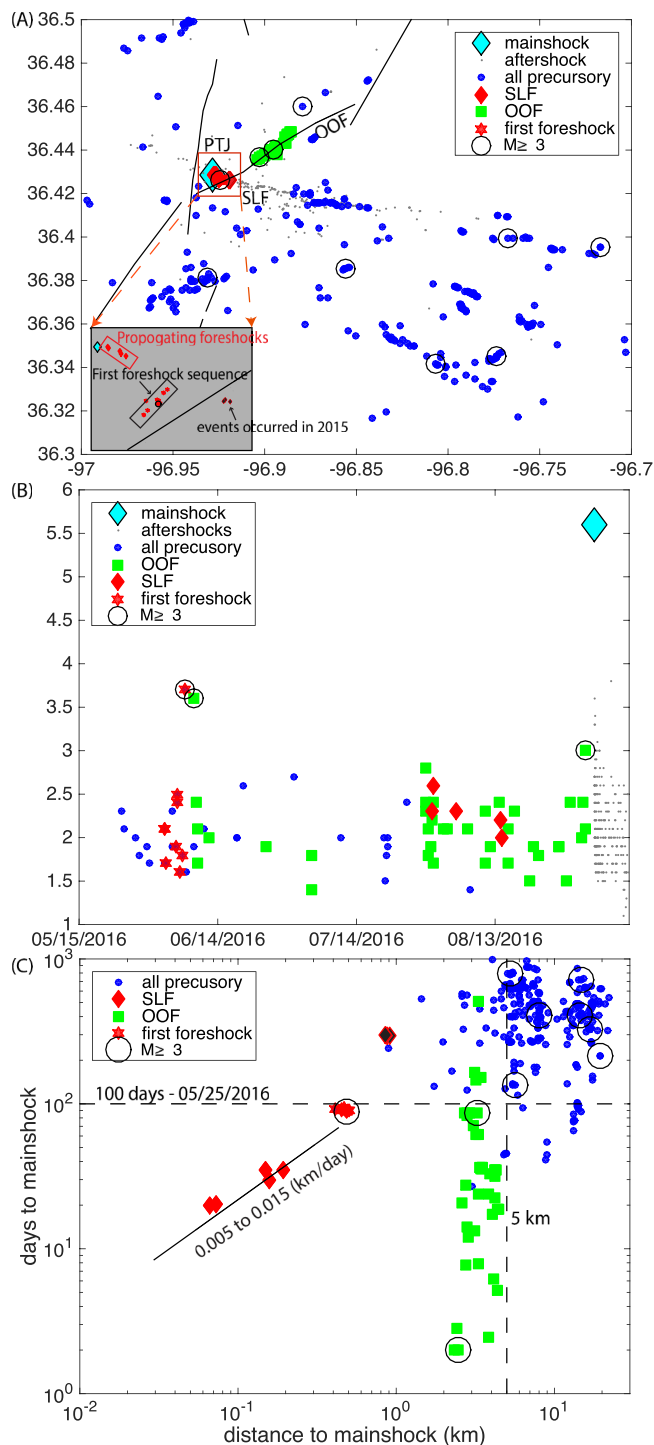 (A)
36.5
36.46
36.44
36.4
36.38
36.36
36.34
36.32
36.3
-97
-96.95
-96.9
-96.85
-96.8
-96.75
-96.7
mainshock
aftershock
all precursory
SLF
OOF
first foreshock
M≥ 3
OOF
PTJ
SLF
Propogating foreshocks
First foreshock sequence
events occurred in 2015
(B)
6
5.5
5
4.5
4
3.5
3
2.5
2
1.5
1
05/15/2016
06/14/2016
07/14/2016
08/13/2016
mainshock
aftershocks
all precusory
OOF
SLF
first foreshock
M≥ 3
(C)
10³
10²
10¹
10⁰
days to mainshock
all precusory
SLF
OOF
first foreshock
M≥ 3
100 days - 05/25/2016
0.005 to 0.015 (km/day)
5 km
10⁻²
10⁻¹
10⁰
10¹
distance to mainshock (km)